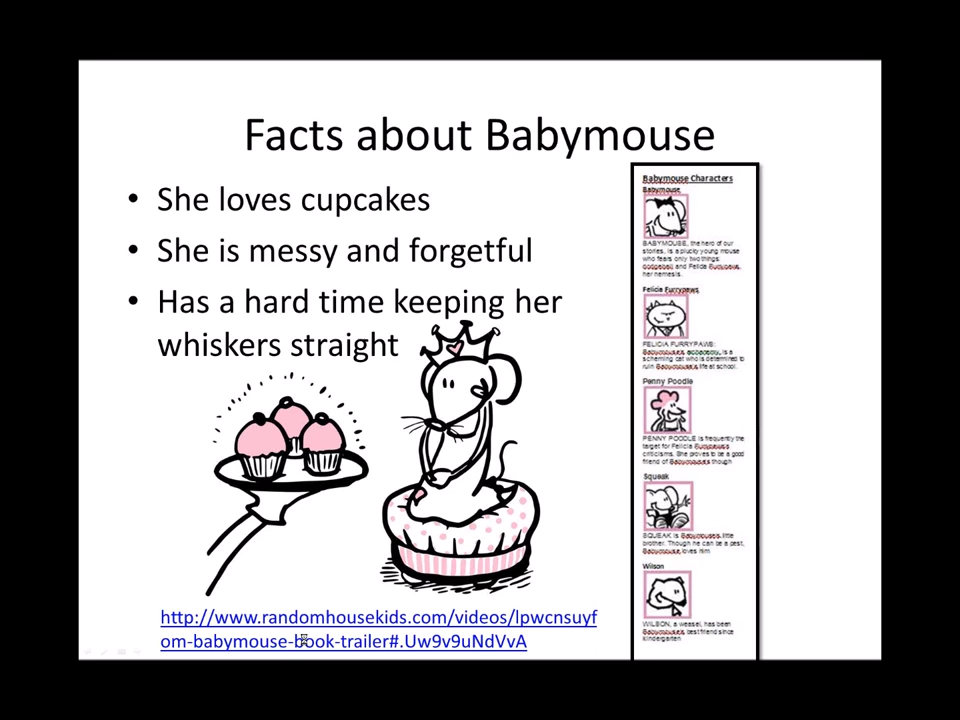 Facts about Babymouse
• She loves cupcakes
• She is messy and forgetful
• Has a hard time keeping her
whiskers straight
http://www.randomhousekids.com/videos/lpwcnsuyf
om-babymouse-book-trailer#.Uw9v9uNdVvA
Babymouse Characters
Babymouse
BABYMOUSE, the hero of our
stories, is a plucky young mouse
who fears only two things:
dodgeball and Felicia Furrypaws,
her nemesis.
Felicia Furrypaws
FELICIA FURRYPAWS:
Babymouse's is a
scheming cat who is determined to
ruin Babymouse's life at school.
Penny Poodle
PENNY POODLE is frequently the
target for Felicia Furrypaws's
criticisms. She proves to be a good
friend of Babymouse's though
Squeak
SQUEAK is Babymouse's little
brother. Though he can be a pest,
Babymouse loves him
Wilson
WILSON, a weasel, has been
Babymouse's best friend since
kindergarten